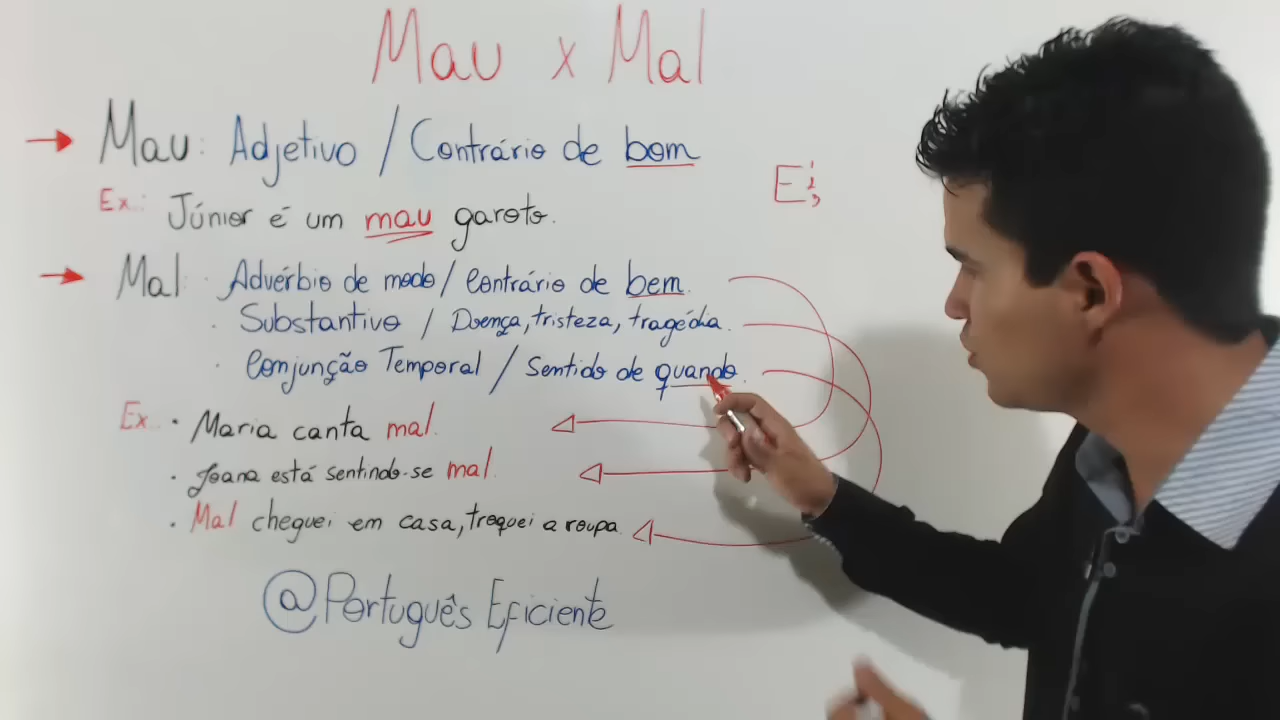 Mau x Mal
Mau: Adjetivo / Contrário de bom
Ex.: Júnior é um mau garoto.
Mal · Advérbio de modo / Contrário de bem.
· Substantivo / Doença, tristeza, tragédia.
· Conjunção Temporal / Sentido de quando.
Ex.: · Maria canta mal.
· Joana está sentindo-se mal.
· Mal cheguei em casa, troquei a roupa.
@Português Eficiente